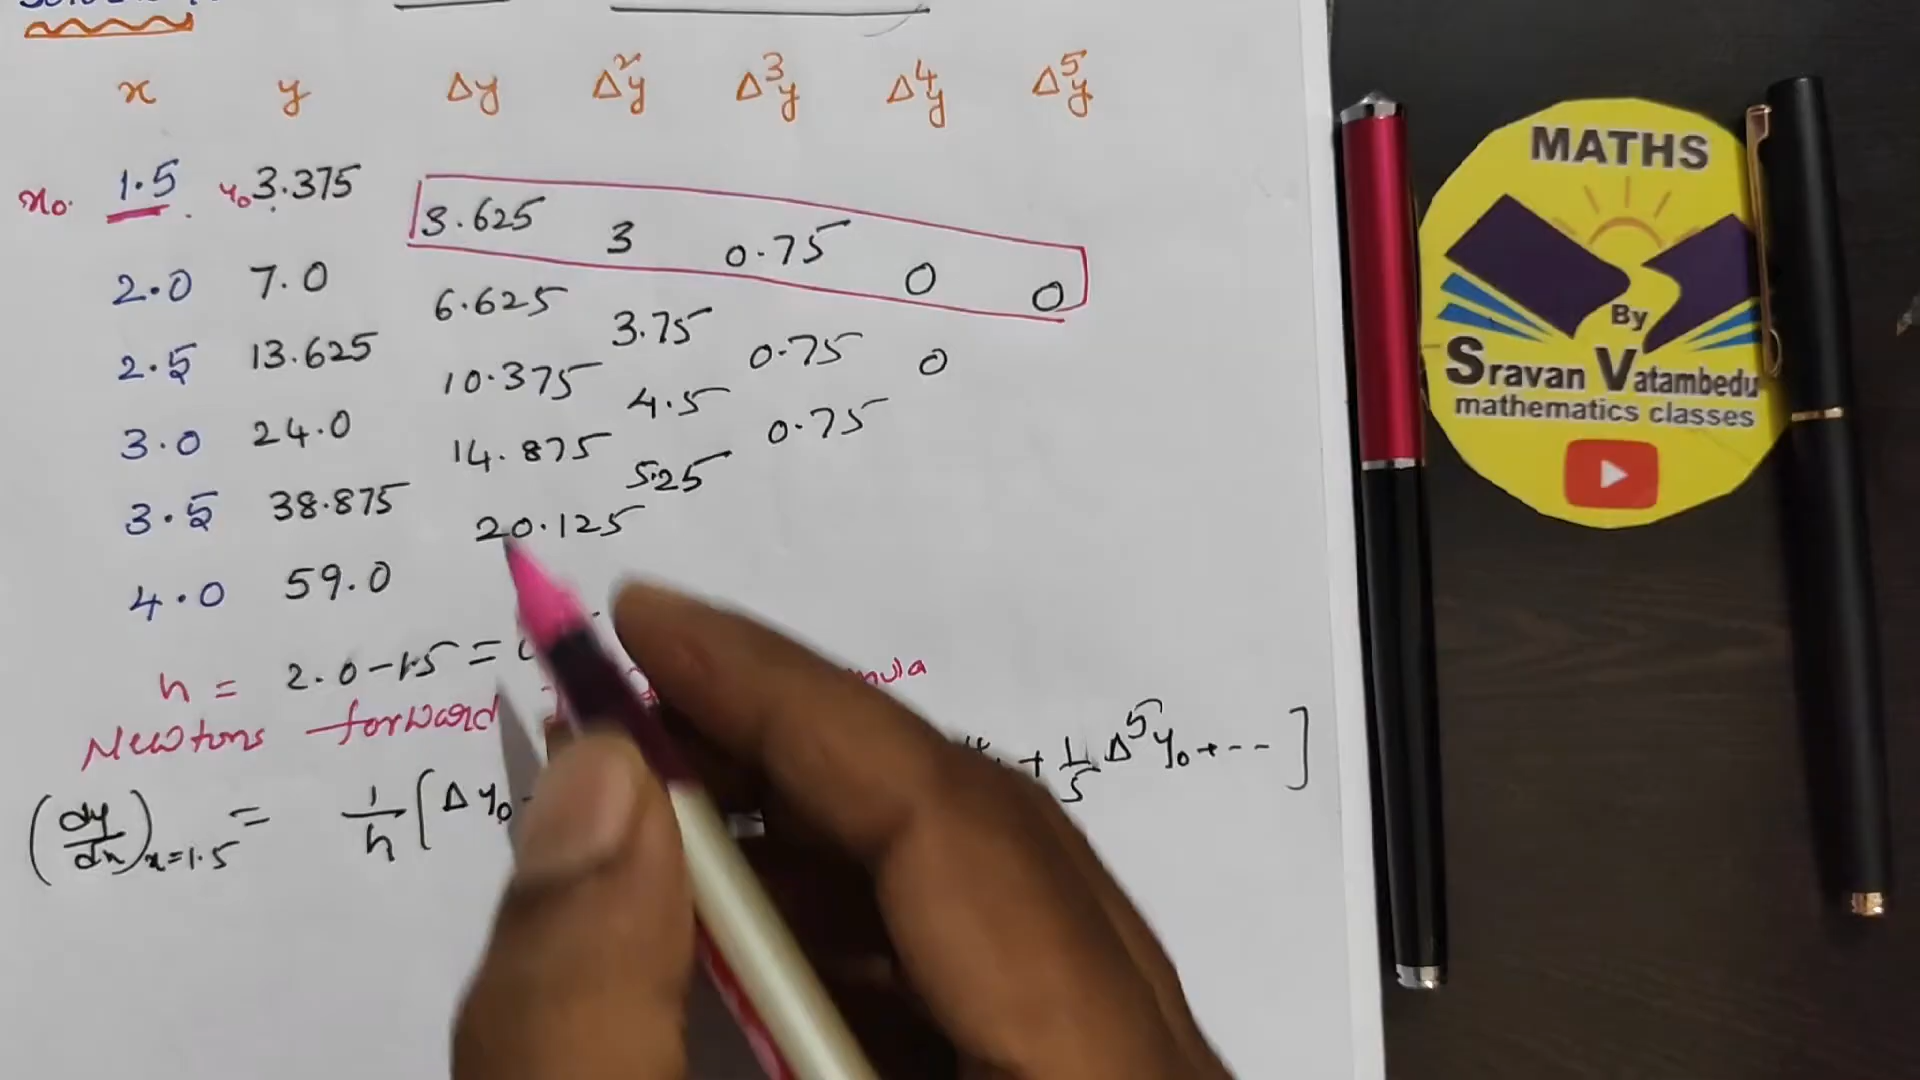 x y Δy Δ²y Δ³y Δ⁴y Δ⁵y
x₀. 1.5 y₀ 3.375
3.625 3 0.75 0 0
2.0 7.0
6.625 3.75 0.75 0
2.5 13.625
10.375 4.5 0.75
3.0 24.0
14.875 5.25
3.5 38.875
20.125
4.0 59.0
h = 2.0-1.5 =
Newtons forward
(dy/dx)x=1.5 = 1/h [Δy₀ + 1/5 Δ⁵y₀ + --- ]
MATHS
By
Sravan Vatambedu
mathematics classes